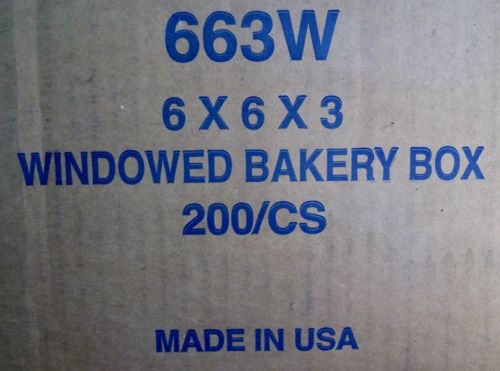 663W
6 X 6 X 3
WINDOWED BAKERY BOX
200/CS
MADE IN USA